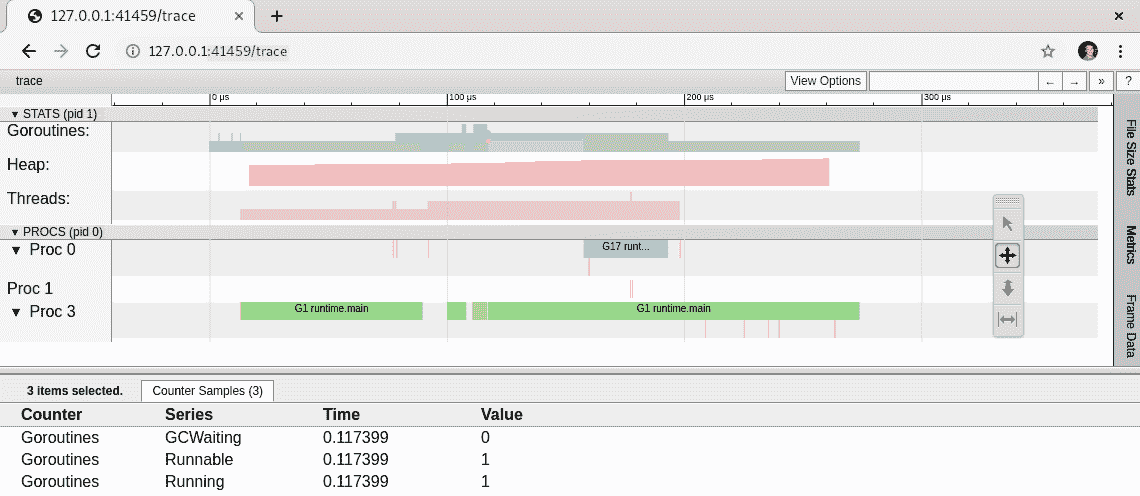 127.0.0.1:41459/trace × +
×
127.0.0.1:41459/trace
trace
View Options
← → » ?
0 µs 100 µs 200 µs 300 µs
▼ STATS (pid 1)
Goroutines:
Heap:
Threads:
▼ PROCS (pid 0)
▼ Proc 0 G17 runt...
Proc 1
▼ Proc 3 G1 runtime.main G1 runtime.main
File Size Stats
Metrics
Frame Data
3 items selected. Counter Samples (3)
Counter Series Time Value
Goroutines GCWaiting 0.117399 0
Goroutines Runnable 0.117399 1
Goroutines Running 0.117399 1